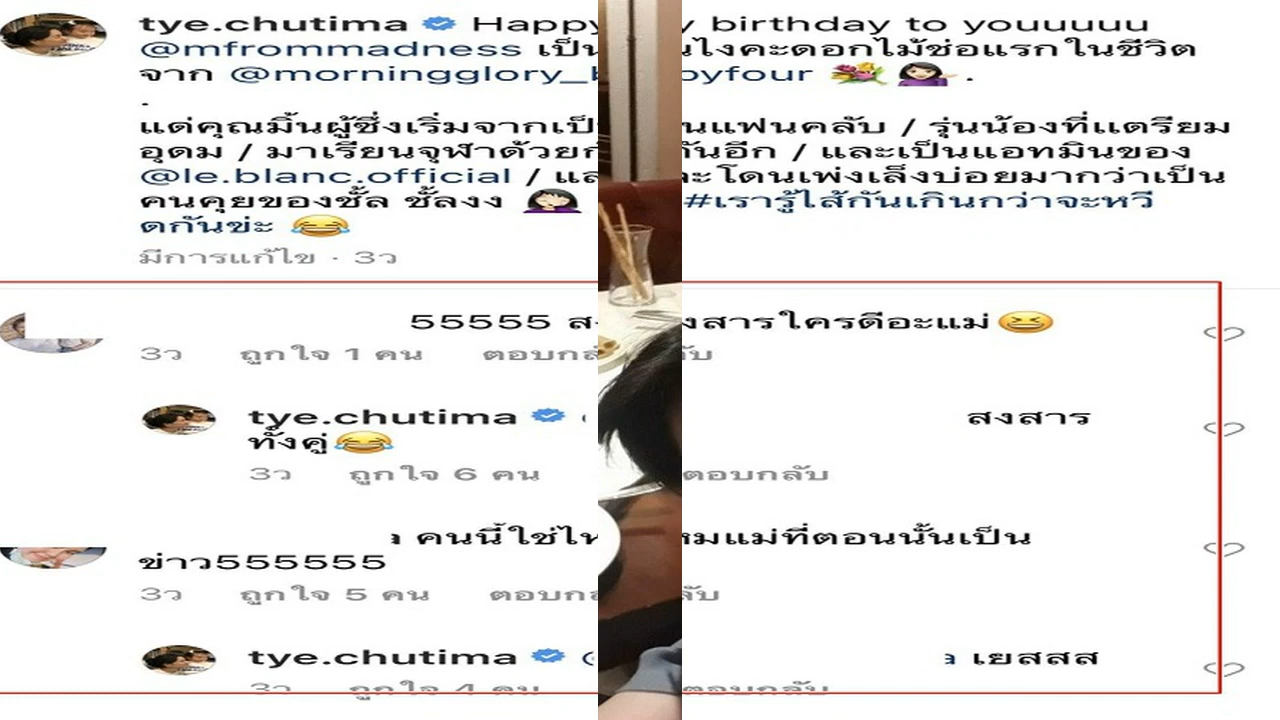 tye.chutima Happy birthday to youuuuu
@mfrommadness เป็นไงคะดอกไม้ช่อแรกในชีวิต
จาก @morningglory_ byfour .
.
แด่คุณมิ้นผู้ซึ่งเริ่มจากเป็นแฟนคลับ / รุ่นน้องที่เตรียม
อุดม / มาเรียนจุฬาด้วยกันอีก / และเป็นแอทมินของ
@le.blanc.official / และโดนเพ่งเล็งบ่อยมากว่าเป็น
คนคุยของชั้ล ชั้ลงง #เรารู้ไส้กันเกินกว่าจะหวี
ดกันข่ะ
มีการแก้ไข · 3ว
55555 สงสารใครดีอะแม่
3ว ถูกใจ 1 คน ตอบกลับ
tye.chutima สงสาร
ทั้งคู่
3ว ถูกใจ 6 คน ตอบกลับ
คนนี้ใช่ไหมแม่ที่ตอนนั้นเป็น
ข่าว555555
3ว ถูกใจ 5 คน ตอบกลับ
tye.chutima เยสสส
3ว ถูกใจ 4 คน ตอบกลับ